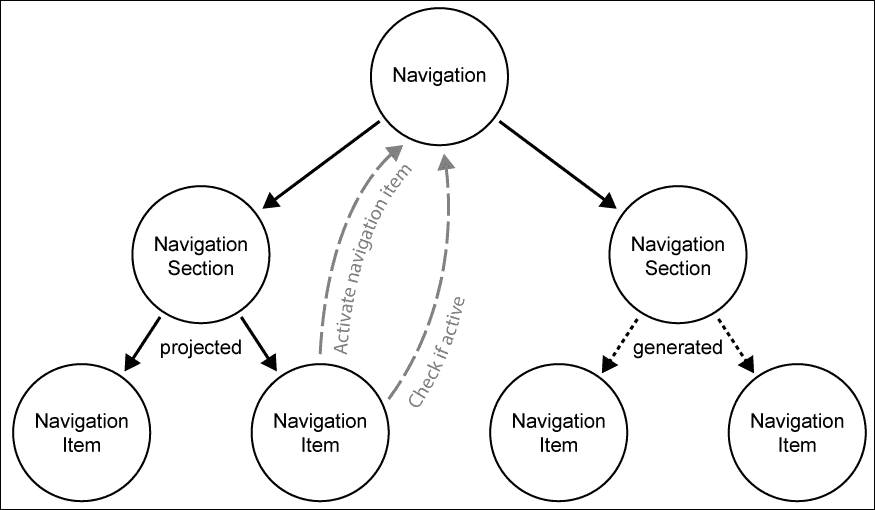 Navigation
Activate navigation item
Check if active
Navigation
Section
Navigation
Section
projected
generated
Navigation
Item
Navigation
Item
Navigation
Item
Navigation
Item